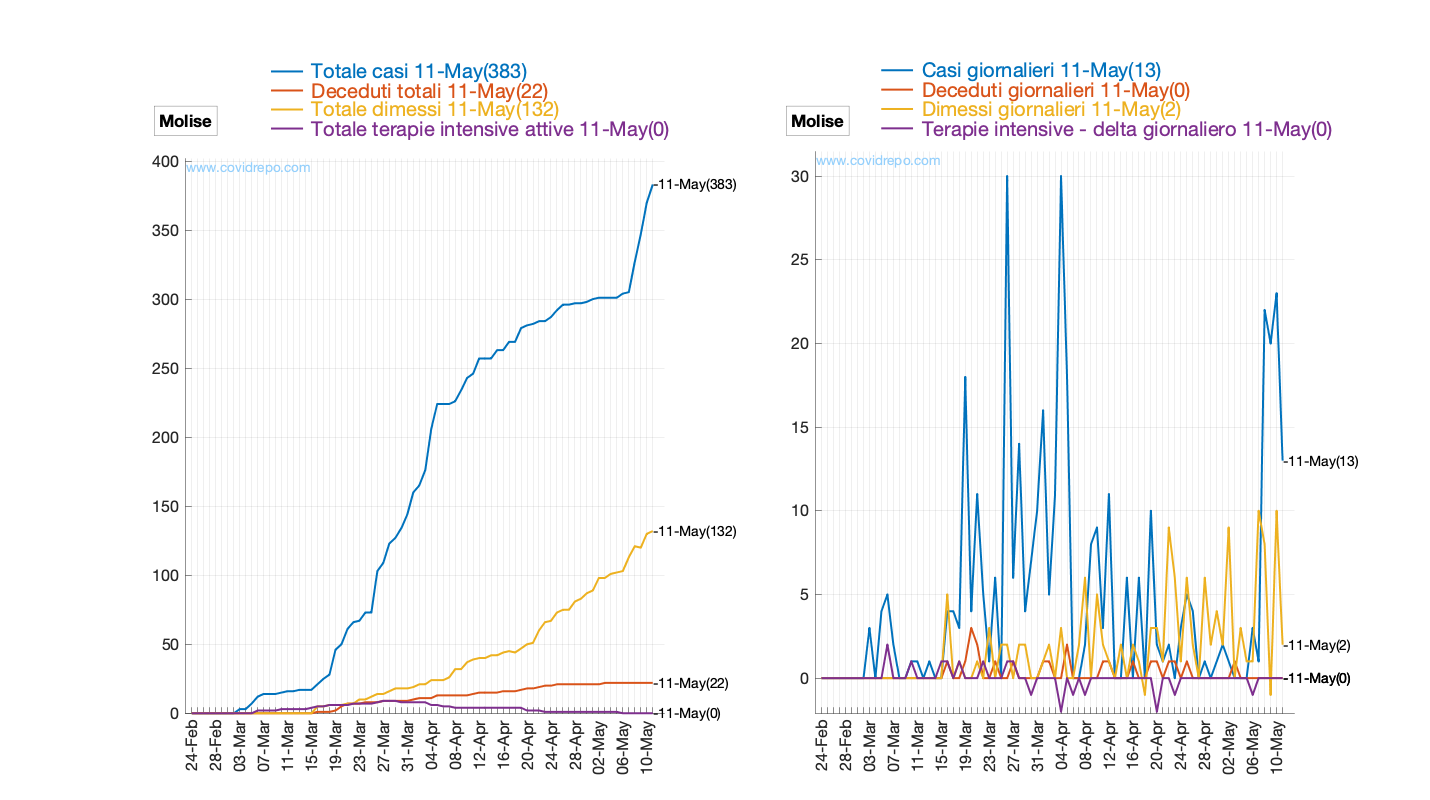 Totale casi 11-May(383)
Deceduti totali 11-May(22)
Totale dimessi 11-May(132)
Totale terapie intensive attive 11-May(0)
Molise
www.covidrepo.com
400
350
300
250
200
150
100
50
0
-11-May(383)
-11-May(132)
-11-May(22)
-11-May(0)
24-Feb
28-Feb
03-Mar
07-Mar
11-Mar
15-Mar
19-Mar
23-Mar
27-Mar
31-Mar
04-Apr
08-Apr
12-Apr
16-Apr
20-Apr
24-Apr
28-Apr
02-May
06-May
10-May
Casi giornalieri 11-May(13)
Deceduti giornalieri 11-May(0)
Dimessi giornalieri 11-May(2)
Terapie intensive - delta giornaliero 11-May(0)
Molise
www.covidrepo.com
30
25
20
15
10
5
0
-11-May(13)
-11-May(2)
-11-May(0)
24-Feb
28-Feb
03-Mar
07-Mar
11-Mar
15-Mar
19-Mar
23-Mar
27-Mar
31-Mar
04-Apr
08-Apr
12-Apr
16-Apr
20-Apr
24-Apr
28-Apr
02-May
06-May
10-May